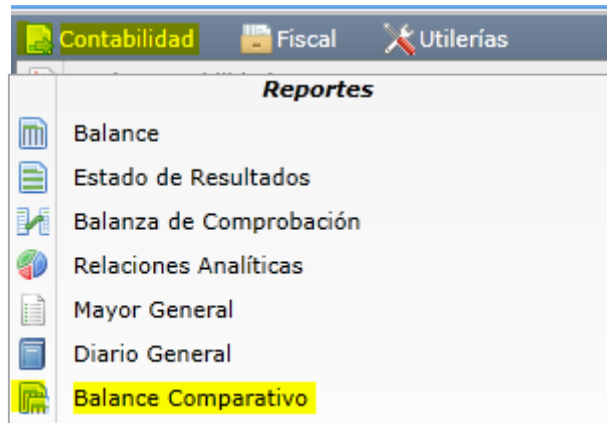 Contabilidad Fiscal Utilerías
Reportes
Balance
Estado de Resultados
Balanza de Comprobación
Relaciones Analíticas
Mayor General
Diario General
Balance Comparativo